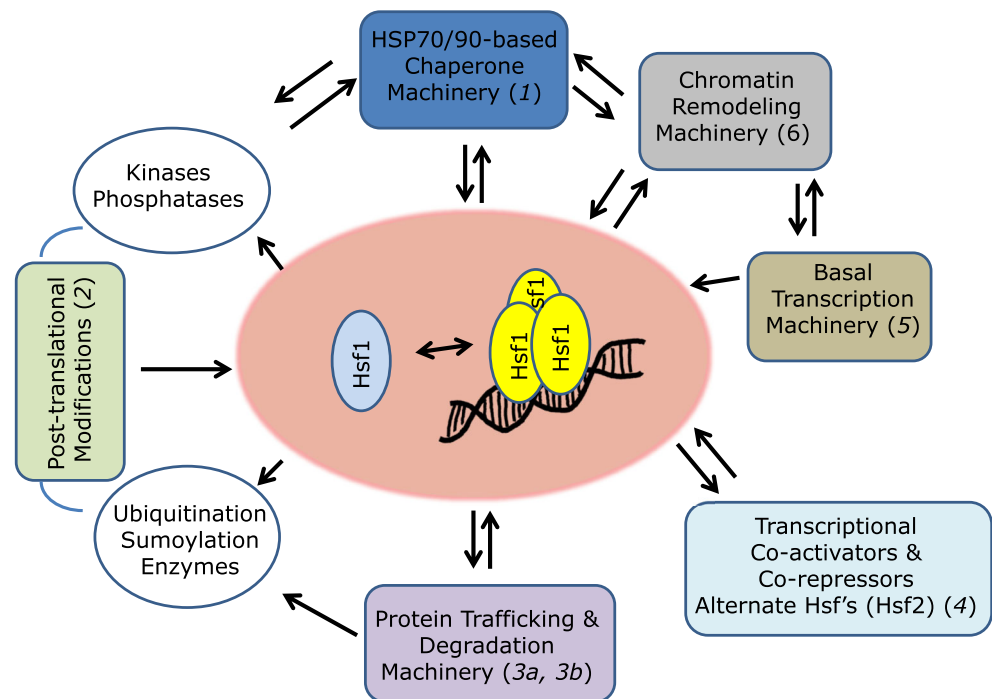 HSP70/90-based
Chaperone
Machinery (1)
Chromatin
Remodeling
Machinery (6)
Kinases
Phosphatases
Post-translational
Modifications (2)
Hsf1
sf1
Hsf1
Hsf1
Basal
Transcription
Machinery (5)
Ubiquitination
Sumoylation
Enzymes
Transcriptional
Co-activators &
Co-repressors
Alternate Hsf's (Hsf2) (4)
Protein Trafficking &
Degradation
Machinery (3a, 3b)